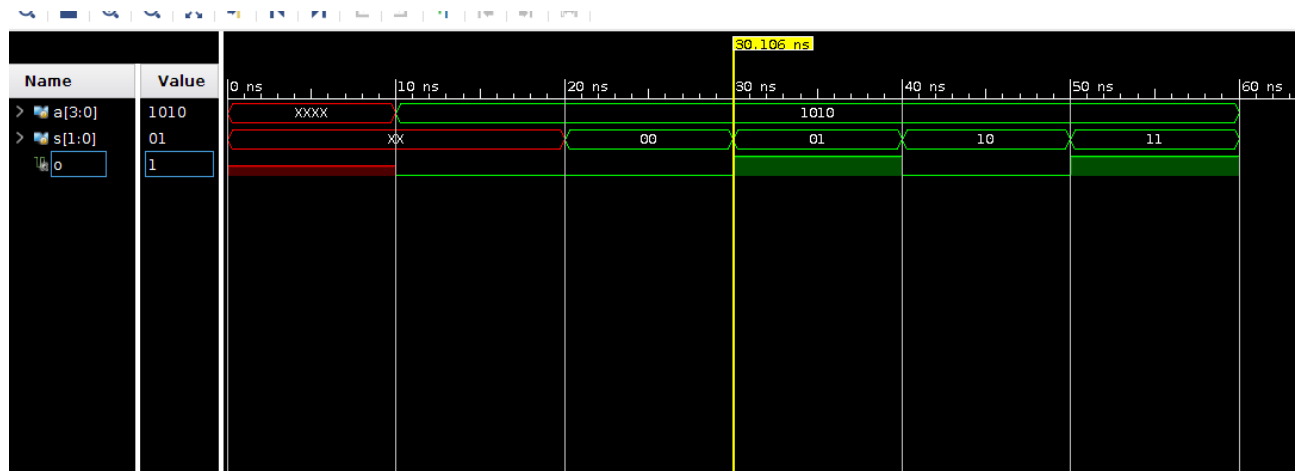 30.106 ns
Name Value 0 ns 10 ns 20 ns 30 ns 40 ns 50 ns 60 ns
a[3:0] 1010 XXXX 1010
s[1:0] 01 XX 00 01 10 11
o 1